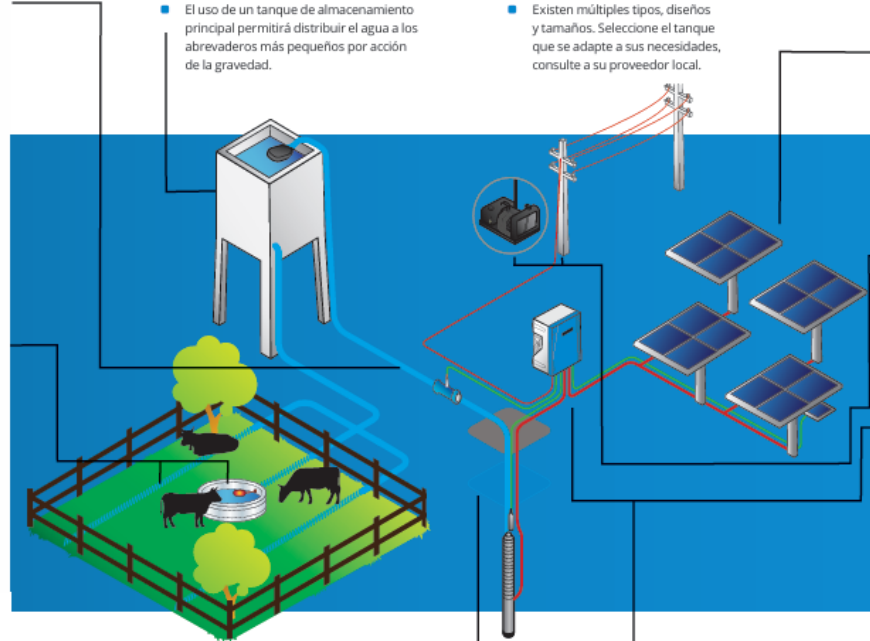 El uso de un tanque de almacenamiento
principal permitirá distribuir el agua a los
abrevaderos más pequeños por acción
de la gravedad.
Existen múltiples tipos, diseños
y tamaños. Seleccione el tanque
que se adapte a sus necesidades,
consulte a su proveedor local.